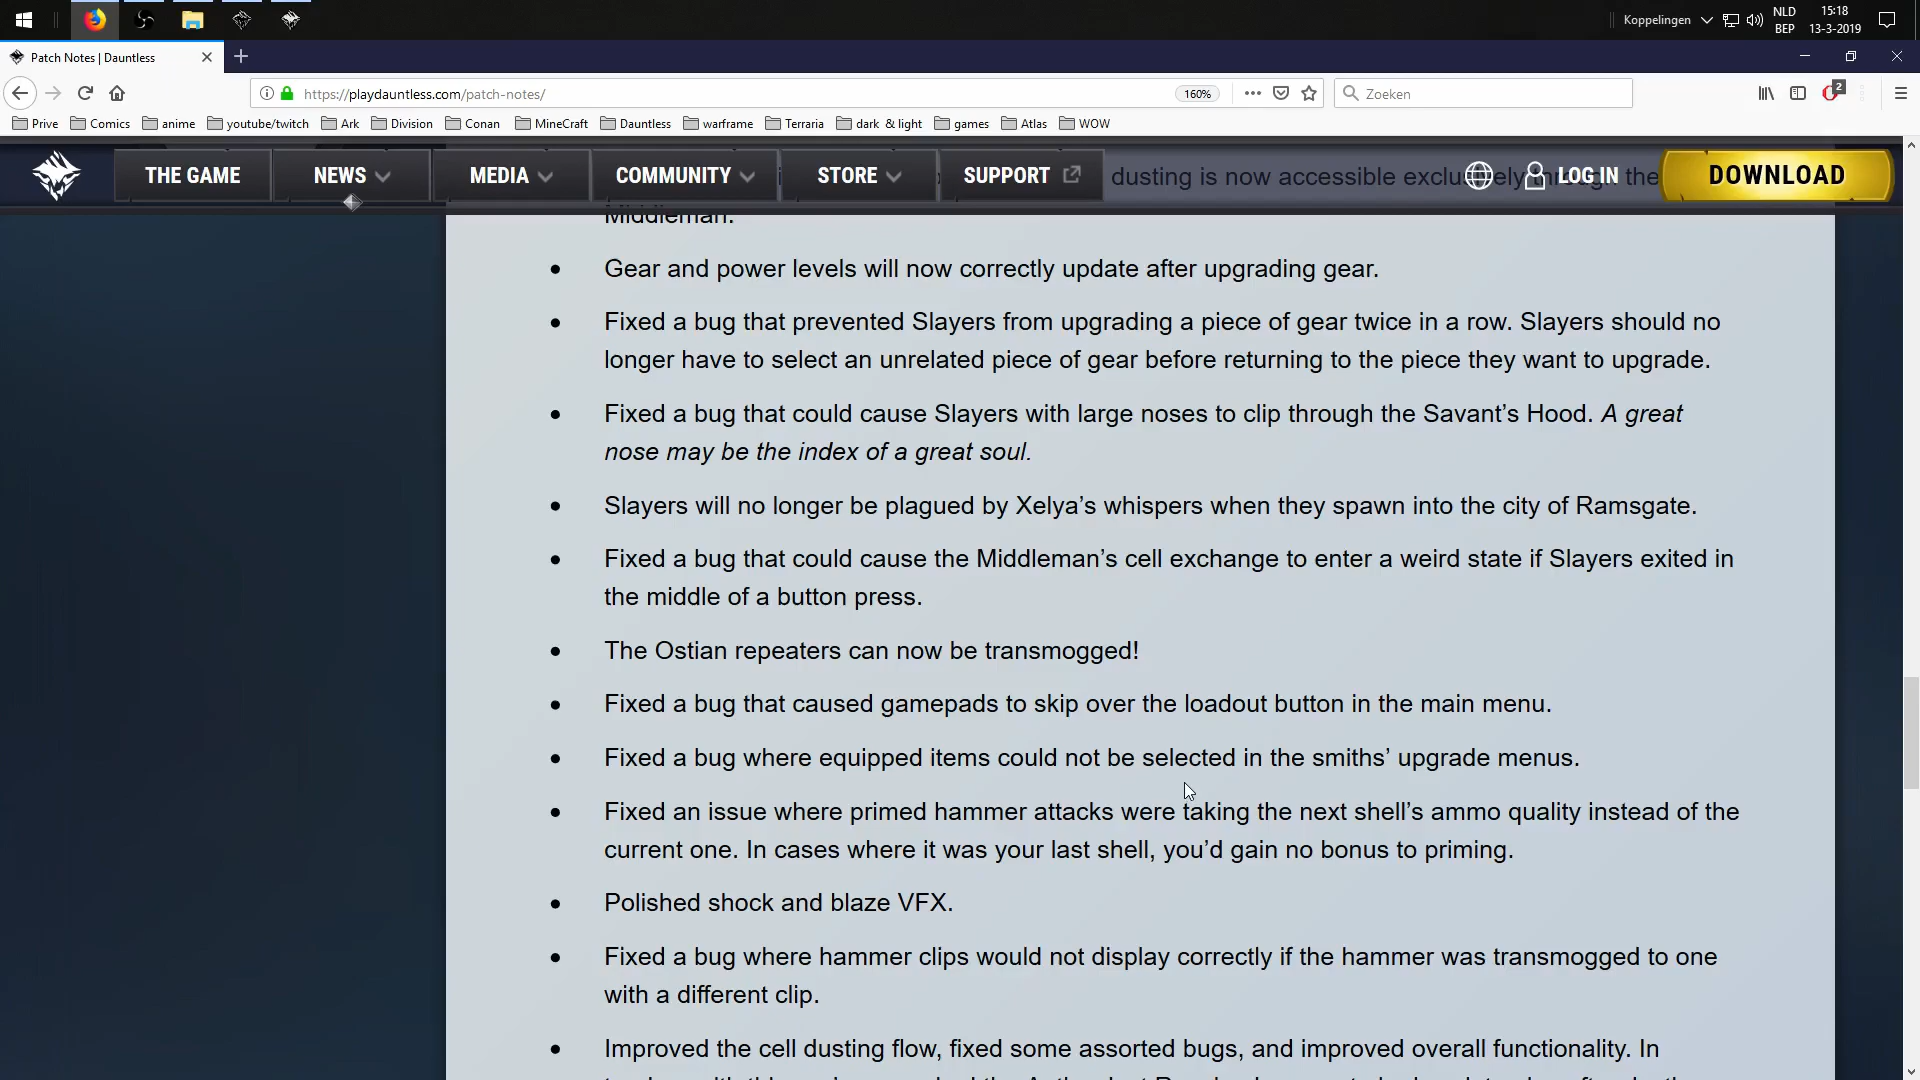 Koppelingen
NLD
BEP
15:18
13-3-2019
Patch Notes | Dauntless
https://playdauntless.com/patch-notes/
160%
Zoeken
2
Prive Comics anime youtube/twitch Ark Division Conan MineCraft Dauntless warframe Terraria dark & light games Atlas WOW
THE GAME NEWS MEDIA COMMUNITY STORE SUPPORT LOG IN DOWNLOAD
dusting is now accessible exclusively through the
Middleman.
• Gear and power levels will now correctly update after upgrading gear.
• Fixed a bug that prevented Slayers from upgrading a piece of gear twice in a row. Slayers should no
longer have to select an unrelated piece of gear before returning to the piece they want to upgrade.
• Fixed a bug that could cause Slayers with large noses to clip through the Savant’s Hood. A great
nose may be the index of a great soul.
• Slayers will no longer be plagued by Xelya’s whispers when they spawn into the city of Ramsgate.
• Fixed a bug that could cause the Middleman’s cell exchange to enter a weird state if Slayers exited in
the middle of a button press.
• The Ostian repeaters can now be transmogged!
• Fixed a bug that caused gamepads to skip over the loadout button in the main menu.
• Fixed a bug where equipped items could not be selected in the smiths’ upgrade menus.
• Fixed an issue where primed hammer attacks were taking the next shell’s ammo quality instead of the
current one. In cases where it was your last shell, you’d gain no bonus to priming.
• Polished shock and blaze VFX.
• Fixed a bug where hammer clips would not display correctly if the hammer was transmogged to one
with a different clip.
• Improved the cell dusting flow, fixed some assorted bugs, and improved overall functionality. In